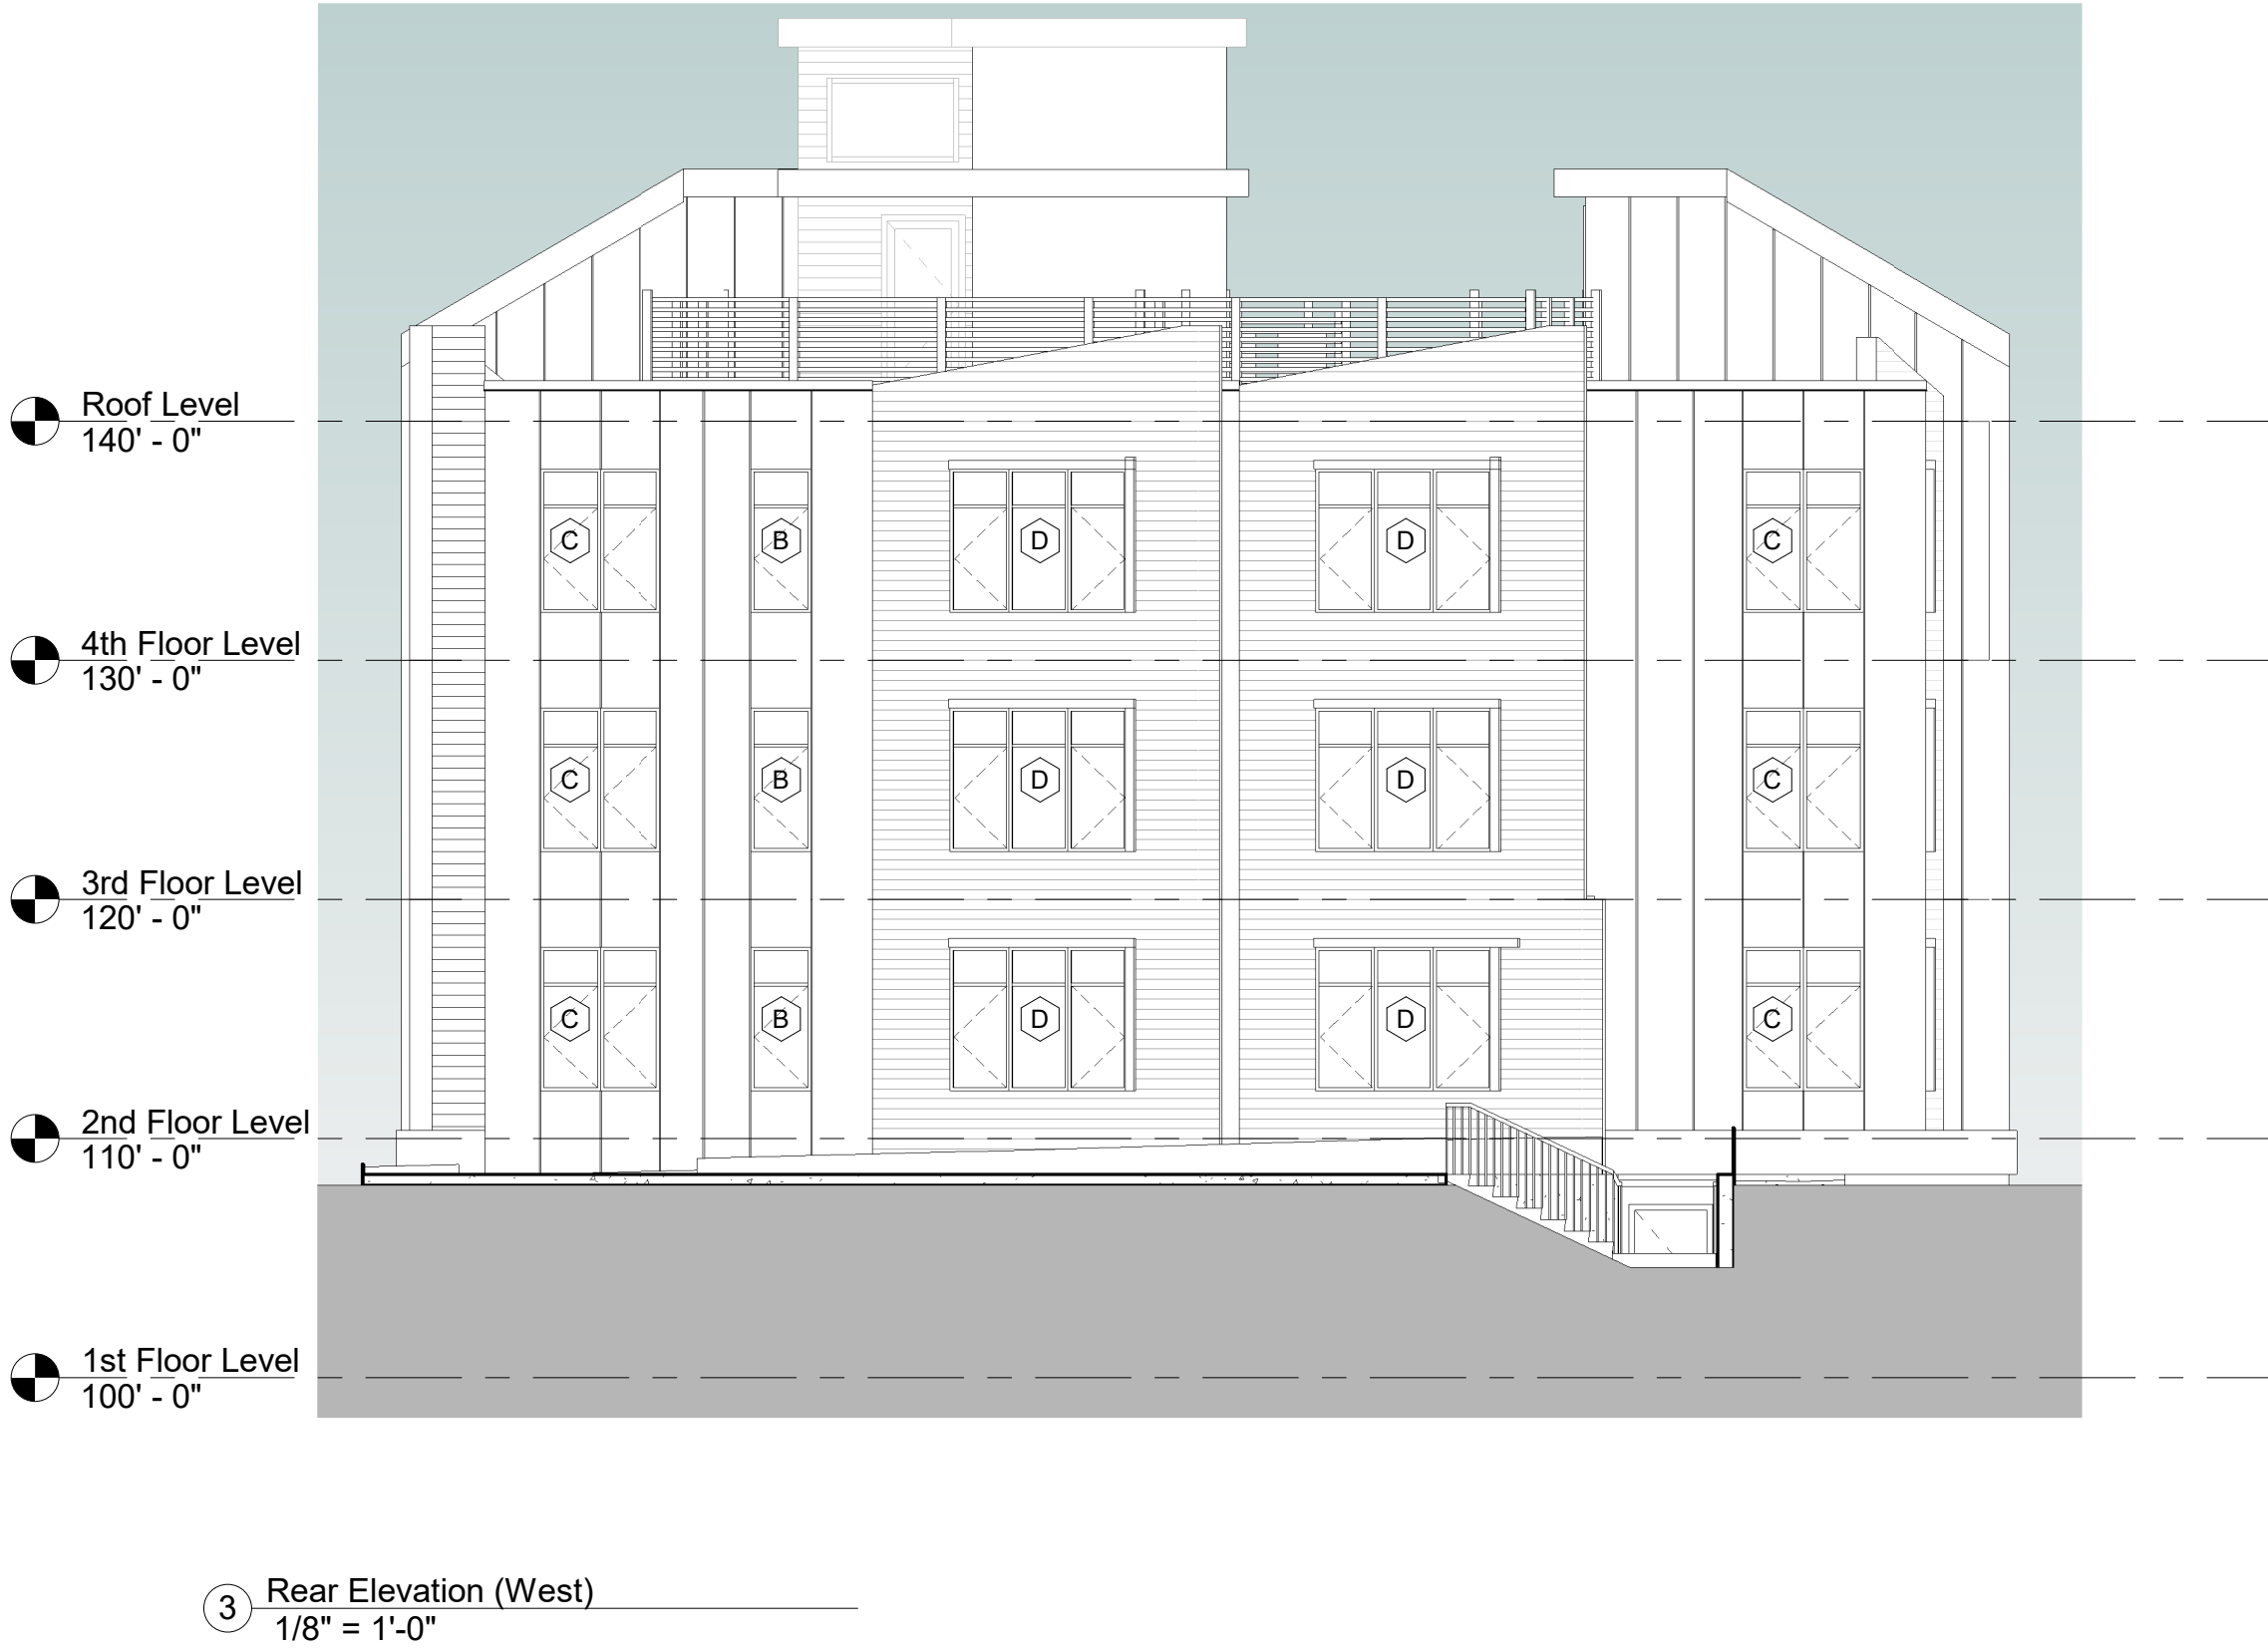 Roof Level
140' - 0"
C B D D C
4th Floor Level
130' - 0"
C B D D C
3rd Floor Level
120' - 0"
C B D D C
2nd Floor Level
110' - 0"
1st Floor Level
100' - 0"
3 Rear Elevation (West)
1/8" = 1'-0"